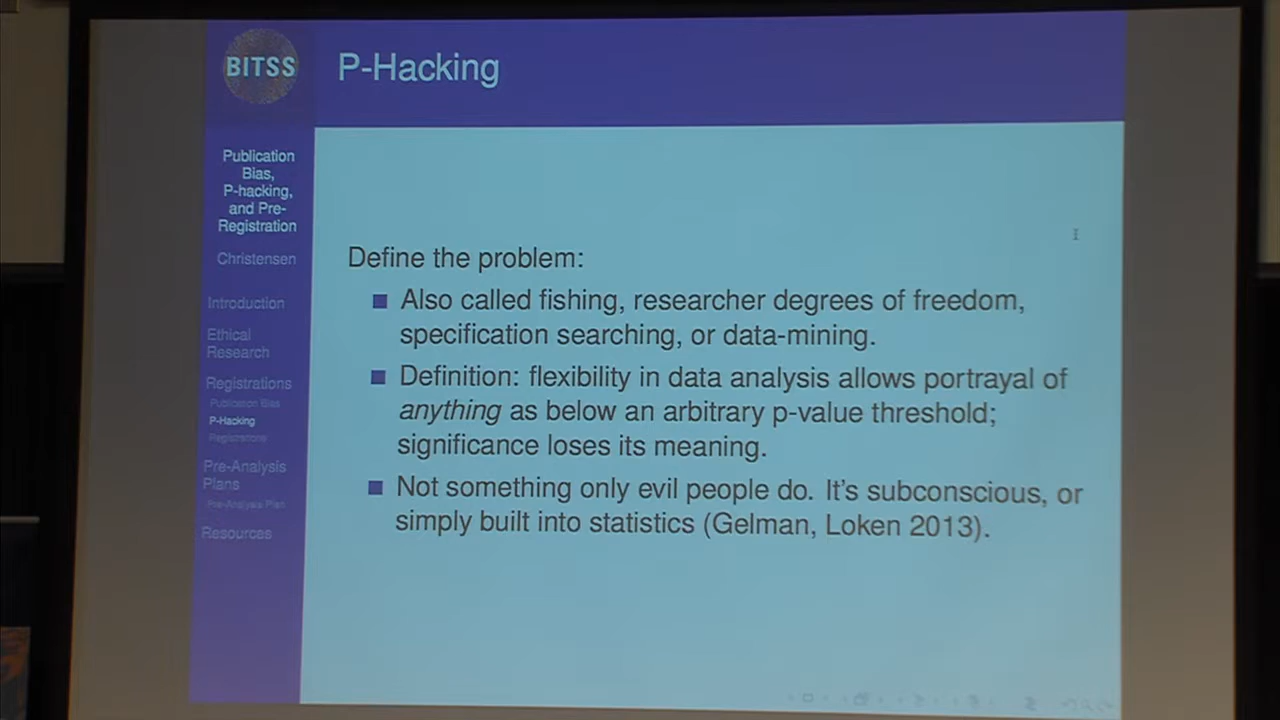 BITSS
P-Hacking
Publication
Bias,
P-hacking,
and Pre-
Registration
Christensen
Introduction
Ethical
Research
Registrations
Publication Bias
P-Hacking
Registrations
Pre-Analysis
Plans
Pre-Analysis Plan
Resources
Define the problem:
Also called fishing, researcher degrees of freedom,
specification searching, or data-mining.
Definition: flexibility in data analysis allows portrayal of
anything as below an arbitrary p-value threshold;
significance loses its meaning.
Not something only evil people do. It's subconscious, or
simply built into statistics (Gelman, Loken 2013).